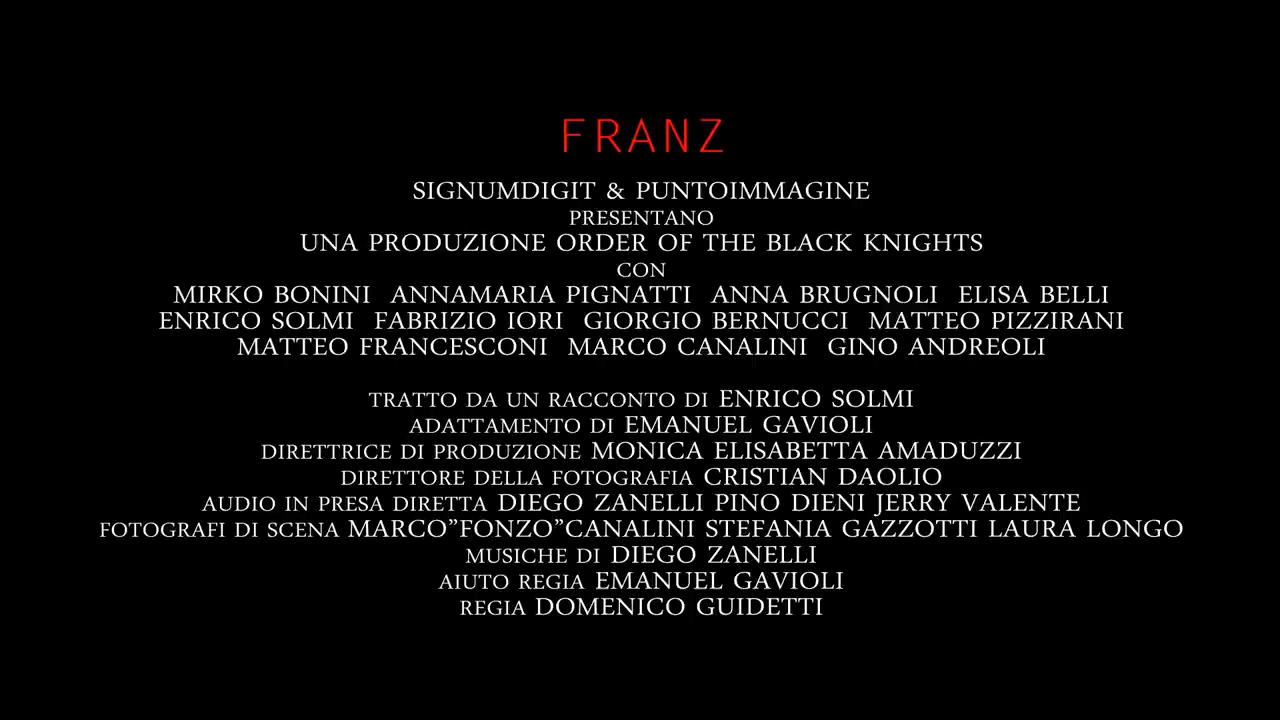 FRANZ
SIGNUMDIGIT & PUNTOIMMAGINE
PRESENTANO
UNA PRODUZIONE ORDER OF THE BLACK KNIGHTS
CON
MIRKO BONINI ANNAMARIA PIGNATTI ANNA BRUGNOLI ELISA BELLI
ENRICO SOLMI FABRIZIO IORI GIORGIO BERNUCCI MATTEO PIZZIRANI
MATTEO FRANCESCONI MARCO CANALINI GINO ANDREOLI
TRATTO DA UN RACCONTO DI ENRICO SOLMI
ADATTAMENTO DI EMANUEL GAVIOLI
DIRETTRICE DI PRODUZIONE MONICA ELISABETTA AMADUZZI
DIRETTORE DELLA FOTOGRAFIA CRISTIAN DAOLIO
AUDIO IN PRESA DIRETTA DIEGO ZANELLI PINO DIENI JERRY VALENTE
FOTOGRAFI DI SCENA MARCO”FONZO”CANALINI STEFANIA GAZZOTTI LAURA LONGO
MUSICHE DI DIEGO ZANELLI
AIUTO REGIA EMANUEL GAVIOLI
REGIA DOMENICO GUIDETTI